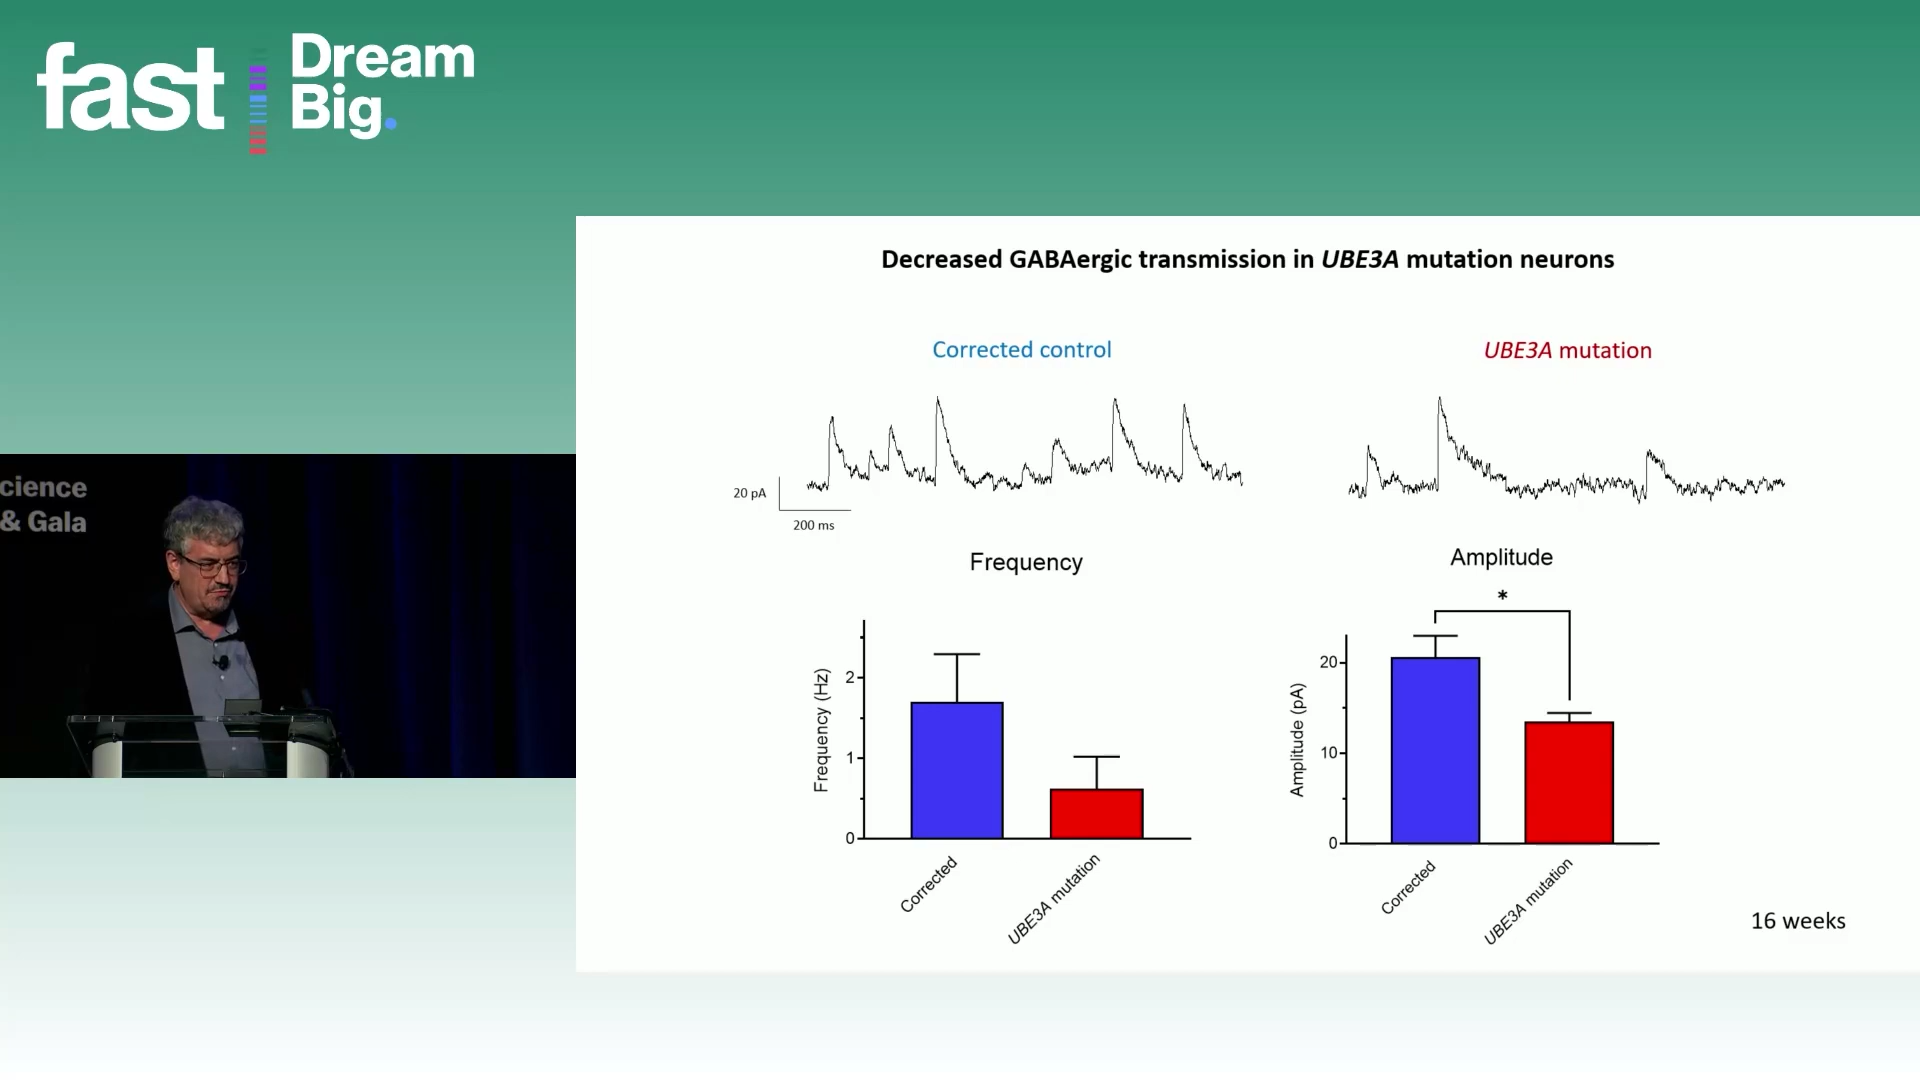 fast
Dream
Big.
cience
& Gala
Decreased GABAergic transmission in UBE3A mutation neurons
Corrected control
UBE3A mutation
20 pA
200 ms
Frequency
Frequency (Hz)
2
1
0
Corrected
UBE3A mutation
Amplitude
*
Amplitude (pA)
20
10
0
Corrected
UBE3A mutation
16 weeks